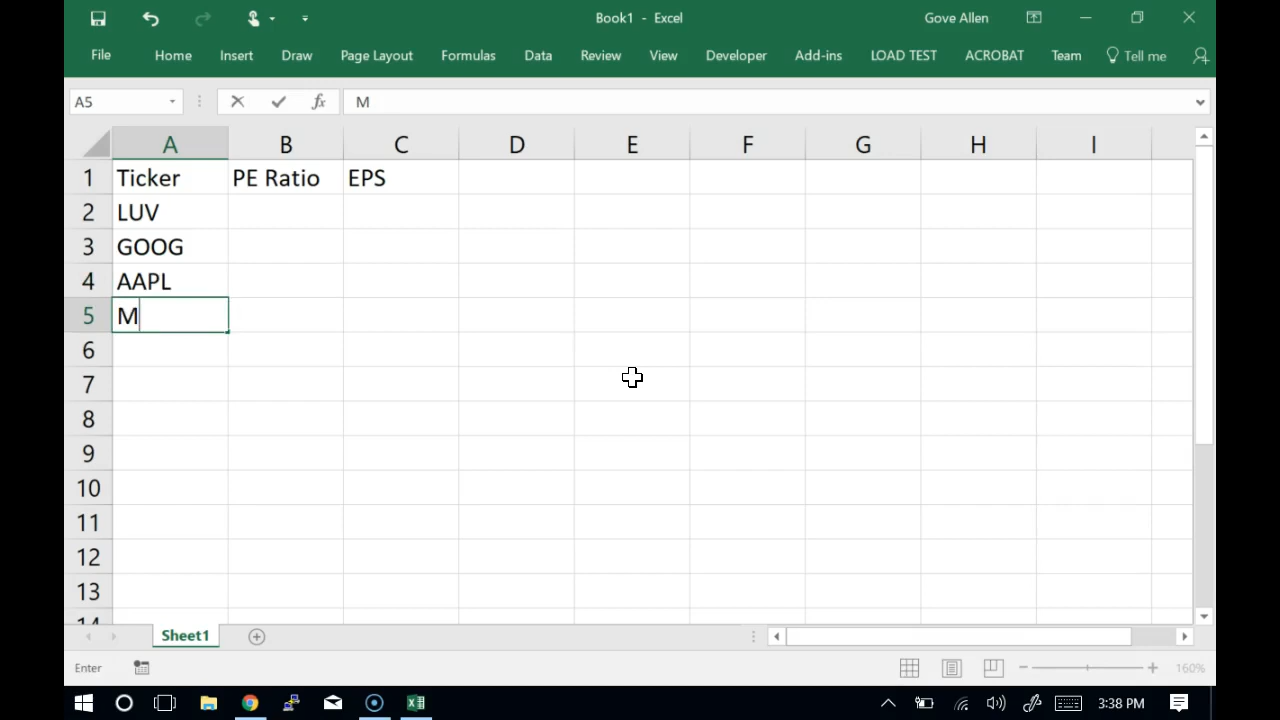 Book1 - Excel
Gove Allen
File Home Insert Draw Page Layout Formulas Data Review View Developer Add-ins LOAD TEST ACROBAT Team Tell me
A5 fx M
A B C D E F G H I
1 Ticker PE Ratio EPS
2 LUV
3 GOOG
4 AAPL
5 M
6
7
8
9
10
11
12
13
14
Sheet1
Enter 160%
3:38 PM